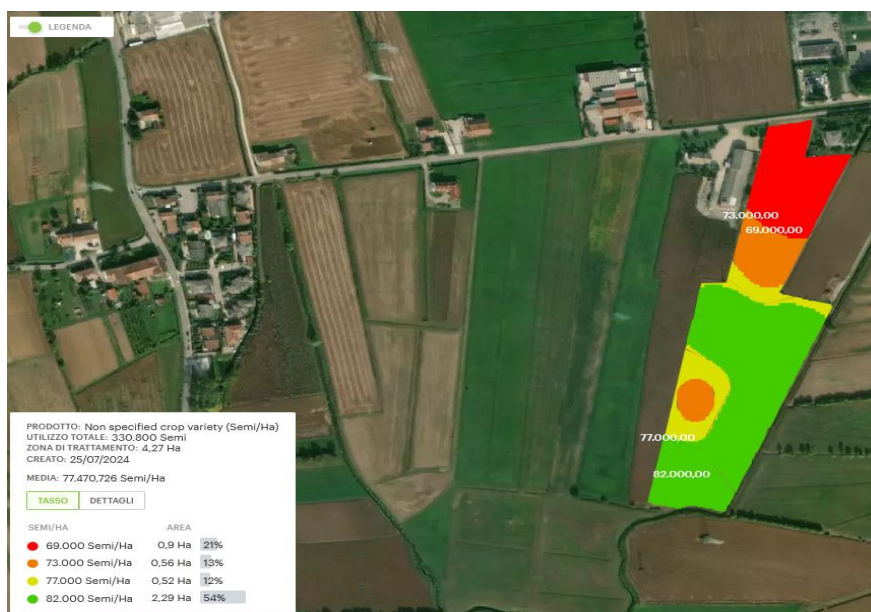 LEGENDA
73.000,00
69.000,00
77.000,00
82.000,00
PRODOTTO: Non specified crop variety (Semi/Ha)
UTILIZZO TOTALE: 330.800 Semi
ZONA DI TRATTAMENTO: 4,27 Ha
CREATO: 25/07/2024
MEDIA: 77.470,726 Semi/Ha
TASSO DETTAGLI
SEMI/HA AREA
69.000 Semi/Ha 0,9 Ha 21%
73.000 Semi/Ha 0,56 Ha 13%
77.000 Semi/Ha 0,52 Ha 12%
82.000 Semi/Ha 2,29 Ha 54%